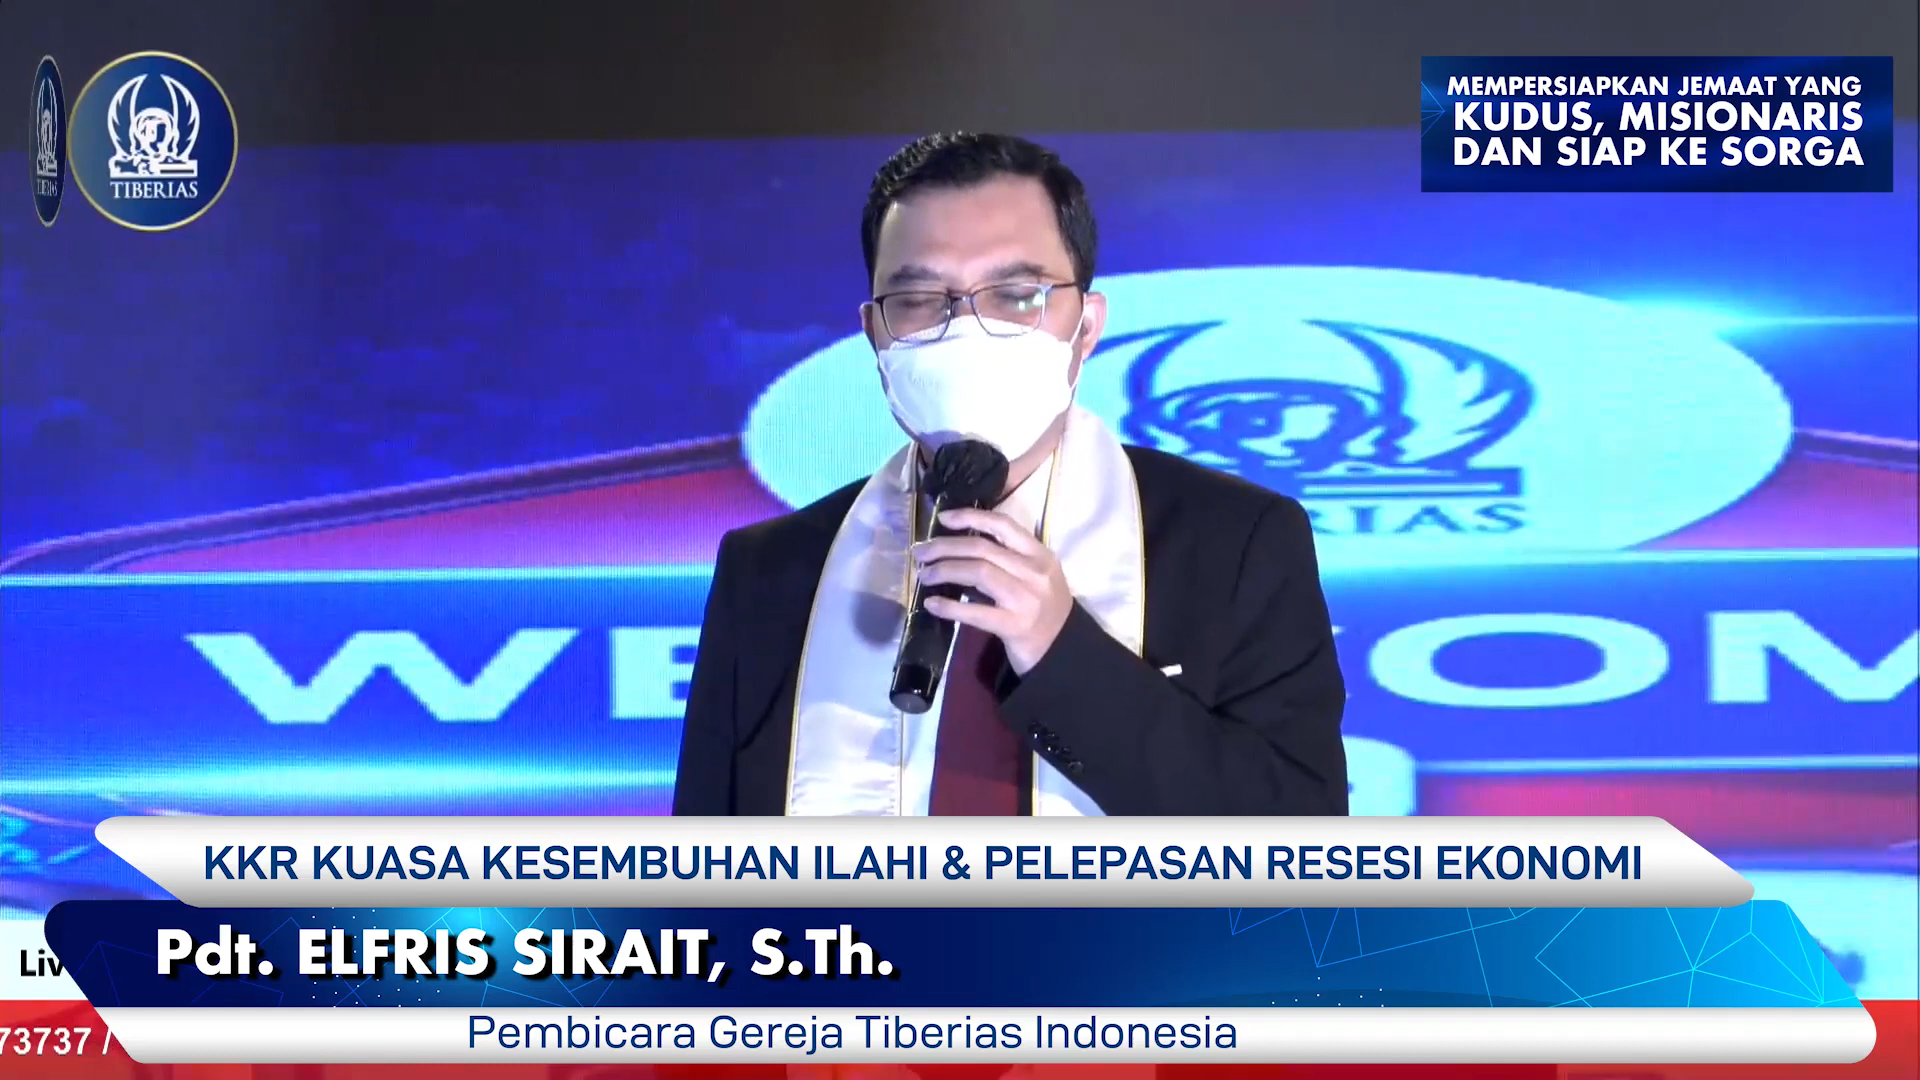 TIBERIAS
MEMPERSIAPKAN JEMAAT YANG
KUDUS, MISIONARIS
DAN SIAP KE SORGA
KKR KUASA KESEMBUHAN ILAHI & PELEPASAN RESESI EKONOMI
Pdt. ELFRIS SIRAIT, S.Th.
Liv
73737 /
Pembicara Gereja Tiberias Indonesia